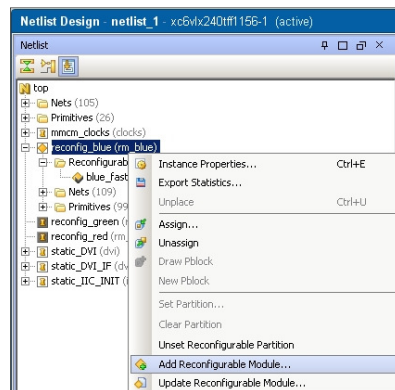 Netlist Design - netlist_1 - xc6vlx240tff1156-1 (active)
Netlist
top
Nets (105)
Primitives (26)
mmcm_clocks (clocks)
reconfig_blue (rm_blue)
Reconfigurab
blue_fast
Nets (109)
Primitives (99
reconfig_green (r
reconfig_red (rm_
static_DVI (dvi)
static_DVI_IF (dv
static_IIC_INIT (i
Instance Properties... Ctrl+E
Export Statistics...
Unplace Ctrl+U
Assign...
Unassign
Draw Pblock
New Pblock
Set Partition...
Clear Partition
Unset Reconfigurable Partition
Add Reconfigurable Module...
Update Reconfigurable Module...